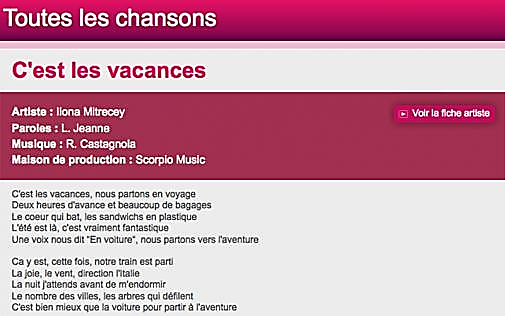 Toutes les chansons
C'est les vacances
Artiste : Ilona Mitrecey
Voir la fiche artiste
Paroles : L. Jeanne
Musique : R. Castagnola
Maison de production : Scorpio Music
C'est les vacances, nous partons en voyage
Deux heures d'avance et beaucoup de bagages
Le coeur qui bat, les sandwichs en plastique
L'été est là, c'est vraiment fantastique
Une voix nous dit "En voiture", nous partons vers l'aventure
Ca y est, cette fois, notre train est parti
La joie, le vent, direction l'Italie
La nuit j'attends avant de m'endormir
Le nombre des villes, les arbres qui défilent
C'est bien mieux que la voiture pour partir à l'aventure